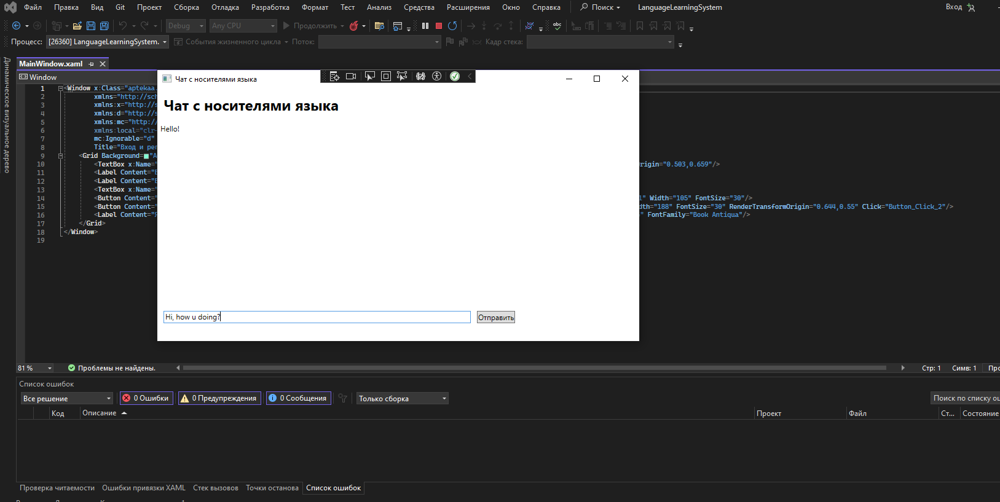 Файл Правка Вид Git Проект Сборка Отладка Разработка Формат Тест Анализ Средства Расширения Окно Справка Поиск LanguageLearningSystem Вход
Debug Any CPU Продолжить
Процесс: [26360] LanguageLearningSystem. События жизненного цикла Поток: Кадр стека:
Динамическое визуальное дерево
MainWindow.xaml
Window
Чат с носителями языка
Чат с носителями языка
Hello!
Hi, how u doing?
Отправить
1 <Window x:Class="aptekaa.
2 xmlns="http://sch
3 xmlns:x="http://s
4 xmlns:d="http://s
5 xmlns:mc="http://
6 xmlns:local="clr-
7 mc:Ignorable="d"
8 Title="Вход и рег
9 <Grid Background="A
10 <TextBox x:Name=" rigin="0.503,0.659"/>
11 <Label Content="В
12 <Label Content="В
13 <TextBox x:Name="
14 <Button Content=" 1" Width="105" FontSize="30"/>
15 <Button Content=" dth="188" FontSize="30" RenderTransformOrigin="0.644,0.55" Click="Button_Click_2"/>
16 <Label Content="Я " FontFamily="Book Antiqua"/>
17 </Grid>
18 </Window>
19
81 % Проблемы не найдены. Стр: 1 Симв: 1 Про
Список ошибок
Все решение 0 Ошибки 0 Предупреждения 0 Сообщения Только сборка Поиск по списку ош
Код Описание Проект Файл Ст... Состояние
Проверка читаемости Ошибки привязки XAML Стек вызовов Точки останова Список ошибок